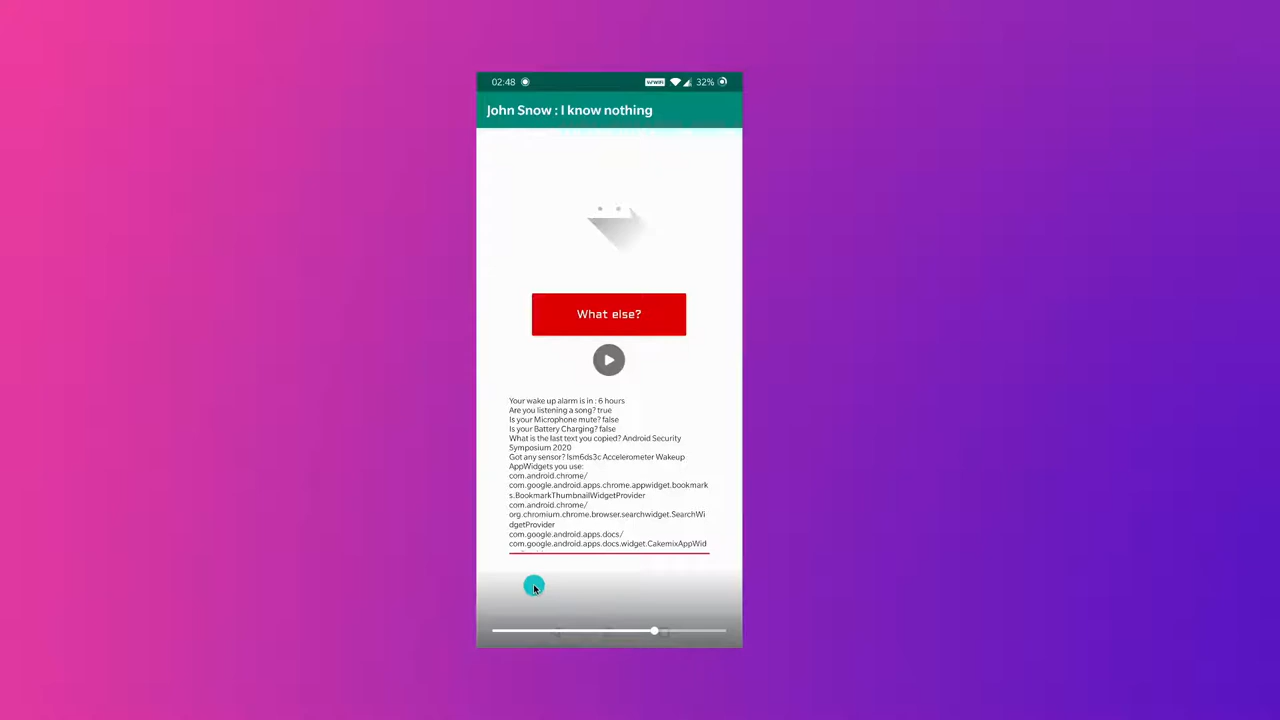 02:48
VoWiFi 32%
John Snow : I know nothing
What else?
Your wake up alarm is in : 6 hours
Are you listening a song? true
Is your Microphone mute? false
Is your Battery Charging? false
What is the last text you copied? Android Security
Symposium 2020
Got any sensor? lsm6ds3c Accelerometer Wakeup
AppWidgets you use:
com.android.chrome/
com.google.android.apps.chrome.appwidget.bookmark
s.BookmarkThumbnailWidgetProvider
com.android.chrome/
org.chromium.chrome.browser.searchwidget.SearchWi
dgetProvider
com.google.android.apps.docs/
com.google.android.apps.docs.widget.CakemixAppWid